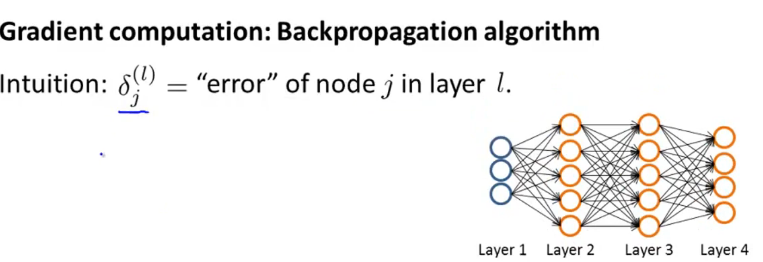 Gradient computation: Backpropagation algorithm
Intuition: δ_j^(l) = “error” of node j in layer l.
Layer 1 Layer 2 Layer 3 Layer 4